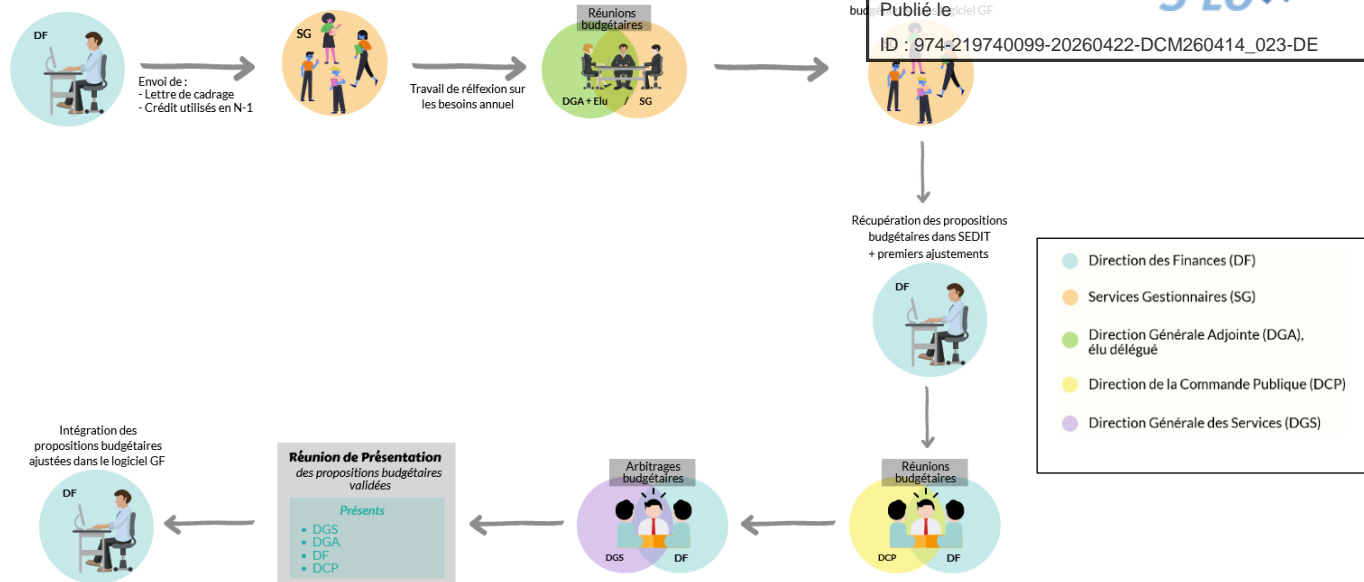 Réunions
budgétaires
budgétaires logiciel GF
Publié le
ID : 974-219740099-20260422-DCM260414_023-DE
DF
SG
Envoi de :
- Lettre de cadrage
- Crédit utilisés en N-1
Travail de rélfexion sur
les besoins annuel
DGA + Elu / SG
Récupération des propositions
budgétaires dans SEDIT
+ premiers ajustements
DF
Direction des Finances (DF)
Services Gestionnaires (SG)
Direction Générale Adjointe (DGA),
élu délégué
Direction de la Commande Publique (DCP)
Direction Générale des Services (DGS)
Intégration des
propositions budgétaires
ajustées dans le logiciel GF
DF
Réunion de Présentation
des propositions budgétaires
validées
Présents
• DGS
• DGA
• DF
• DCP
Arbitrages
budgétaires
DGS DF
Réunions
budgétaires
DCP DF